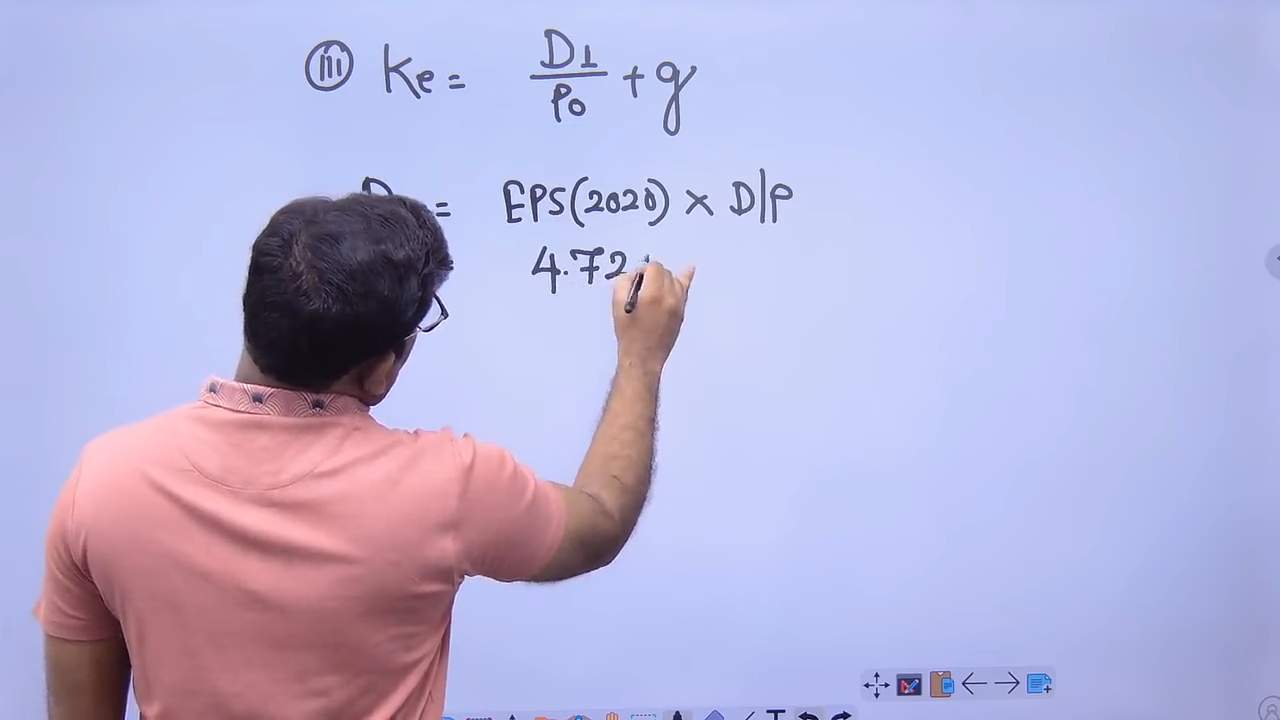 (III) Ke = D1/P0 + g
D = EPS(2020) × D|P
4.72